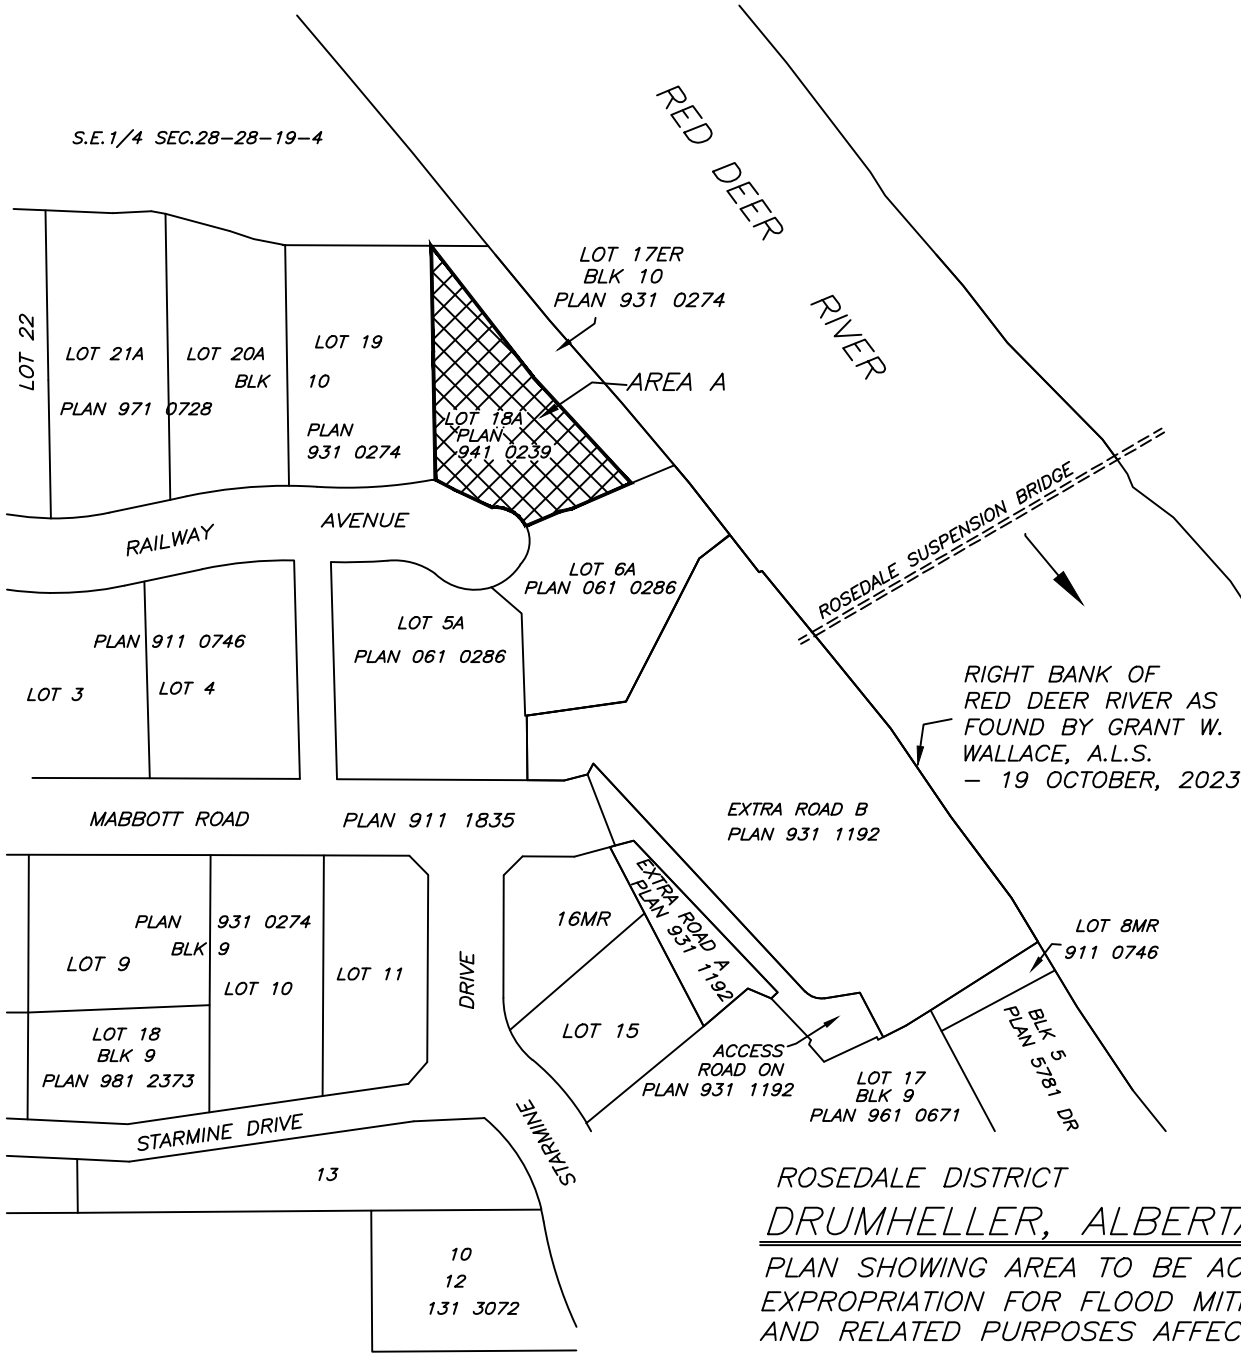 S.E.1/4 SEC.28-28-19-4
RED DEER
RIVER
LOT 17ER
BLK 10
PLAN 931 0274
LOT 22
LOT 21A
PLAN 971 0728
LOT 20A
BLK 10
LOT 19
PLAN
931 0274
AREA A
LOT 18A
PLAN
941 0239
RAILWAY AVENUE
ROSEDALE SUSPENSION BRIDGE
LOT 6A
PLAN 061 0286
LOT 5A
PLAN 061 0286
PLAN 911 0746
LOT 3
LOT 4
RIGHT BANK OF
RED DEER RIVER AS
FOUND BY GRANT W.
WALLACE, A.L.S.
– 19 OCTOBER, 2023
MABBOTT ROAD
PLAN 911 1835
EXTRA ROAD B
PLAN 931 1192
EXTRA ROAD A
PLAN 931 1192
16MR
LOT 8MR
911 0746
PLAN 931 0274
BLK 9
LOT 9
LOT 10
LOT 11
DRIVE
LOT 15
LOT 18
BLK 9
PLAN 981 2373
ACCESS
ROAD ON
PLAN 931 1192
LOT 17
BLK 9
PLAN 961 0671
BLK 5
PLAN 5781 DR
STARMINE DRIVE
STARMINE
13
10
12
131 3072
ROSEDALE DISTRICT
DRUMHELLER, ALBERTA
PLAN SHOWING AREA TO BE AC
EXPROPRIATION FOR FLOOD MIT
AND RELATED PURPOSES AFFEC